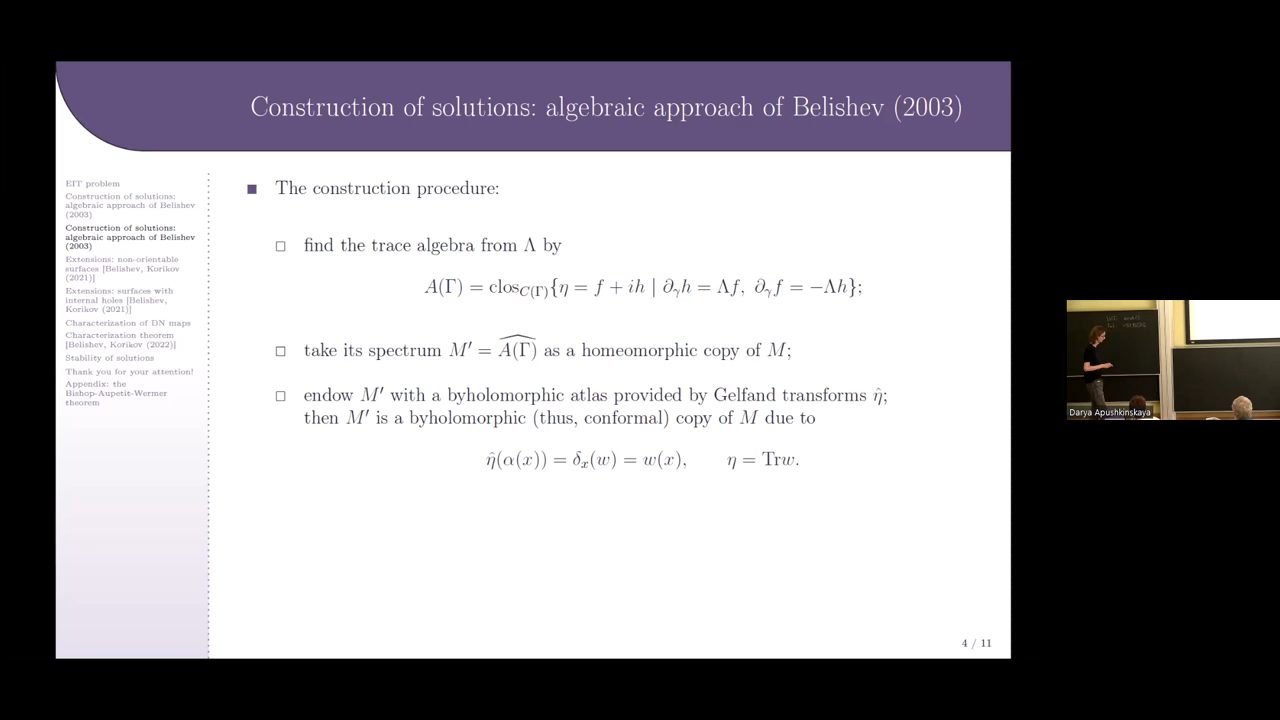 Construction of solutions: algebraic approach of Belishev (2003)
EIT problem
Construction of solutions:
algebraic approach of Belishev
(2003)
Construction of solutions:
algebraic approach of Belishev
(2003)
Extensions: non-orientable
surfaces [Belishev, Korikov
(2021)]
Extensions: surfaces with
internal holes [Belishev,
Korikov (2021)]
Characterization of DN maps
Characterization theorem
[Belishev, Korikov (2022)]
Stability of solutions
Thank you for your attention!
Appendix: the
Bishop-Aupetit-Wermer
theorem
■ The construction procedure:
□ find the trace algebra from Λ by
A(Γ) = clos_{C(Γ)}{η = f + ih | ∂_γ h = Λf, ∂_γ f = −Λh};
□ take its spectrum M′ = \widehat{A(Γ)} as a homeomorphic copy of M;
□ endow M′ with a byholomorphic atlas provided by Gelfand transforms η̂;
then M′ is a byholomorphic (thus, conformal) copy of M due to
η̂(α(x)) = δ_x(w) = w(x), η = Trw.
4 / 11
Darya Apushkinskaya